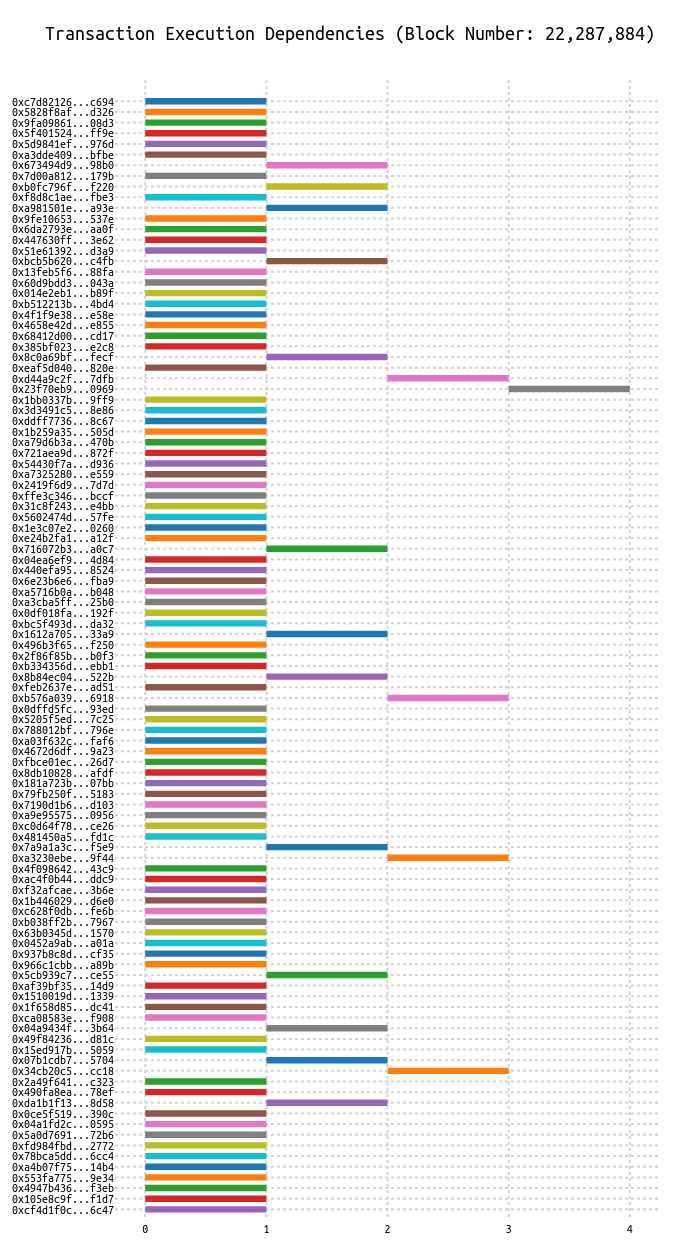 Transaction Execution Dependencies (Block Number: 22,287,884)
0xc7d82126...c694
0x5828f8af...d326
0x9fa09861...08d3
0x5f401524...ff9e
0x5d9841ef...976d
0xa3dde409...bfbe
0x673494d9...98b0
0x7d00a812...179b
0xb0fc796f...f220
0xf8d8c1ae...fbe3
0xa981501e...a93e
0x9fe10653...537e
0x6da2793e...aa0f
0x447630ff...3e62
0x51e61392...d3a9
0xbcb5b620...c4fb
0x13feb5f6...88fa
0x60d9bdd3...043a
0x014e2eb1...b89f
0xb512213b...4bd4
0x4f1f9e38...e58e
0x4658e42d...e855
0x68412d00...cd17
0x385bf023...e2c8
0x8c0a69bf...fecf
0xeaf5d040...820e
0xd44a9c2f...7dfb
0x23f70eb9...0969
0x1bb0337b...9ff9
0x3d3491c5...8e86
0xddff7736...8c67
0x1b259a35...505d
0xa79d6b3a...470b
0x721aea9d...872f
0x54430f7a...d936
0xa7325280...e559
0x2419f6d9...7d7d
0xffe3c346...bccf
0x31c8f243...e4bb
0x5602474d...57fe
0x1e3c07e2...0260
0xe24b2fa1...a12f
0x716072b3...a0c7
0x04ea6ef9...4d84
0x440efa95...8524
0x6e23b6e6...fba9
0xa5716b0a...b048
0xa3cba5ff...25b0
0x0df018fa...192f
0xbc5f493d...da32
0x1612a705...33a9
0x496b3f65...f250
0x2f86f85b...b0f3
0xb334356d...ebb1
0x8b84ec04...522b
0xfeb2637e...ad51
0xb576a039...6918
0x0dffd5fc...93ed
0x5205f5ed...7c25
0x788012bf...796e
0xa03f632c...faf6
0x4672d6df...9a23
0xfbce01ec...26d7
0x8db10828...afdf
0x181a723b...07bb
0x79fb250f...5183
0x7190d1b6...d103
0xa9e95575...0956
0xc0d64f78...ce26
0x481450a5...fd1c
0x7a9a1a3c...f5e9
0xa3230ebe...9f44
0x4f098642...43c9
0xac4f0b44...ddc9
0xf32afcae...3b6e
0x1b446029...d6e0
0xc628f0db...fe6b
0xb038ff2b...7967
0x63b0345d...1570
0x0452a9ab...a01a
0x937b8c8d...cf35
0x966c1cbb...a89b
0x5cb939c7...ce55
0xaf39bf35...14d9
0x1510019d...1339
0x1f658d85...dc41
0xca08583e...f908
0x04a9434f...3b64
0x49f84236...d81c
0x15ed917b...5059
0x07b1cdb7...5704
0x34cb20c5...cc18
0x2a49f641...c323
0x490fa8ea...78ef
0xda1b1f13...8d58
0x0ce5f519...390c
0x04a1fd2c...0595
0x5a0d7691...72b6
0xfd984fbd...2772
0x78bca5dd...6cc4
0xa4b07f75...14b4
0x553fa775...9e34
0x4947b436...f3eb
0x105e8c9f...f1d7
0xcf4d1f0c...6c47
0 1 2 3 4